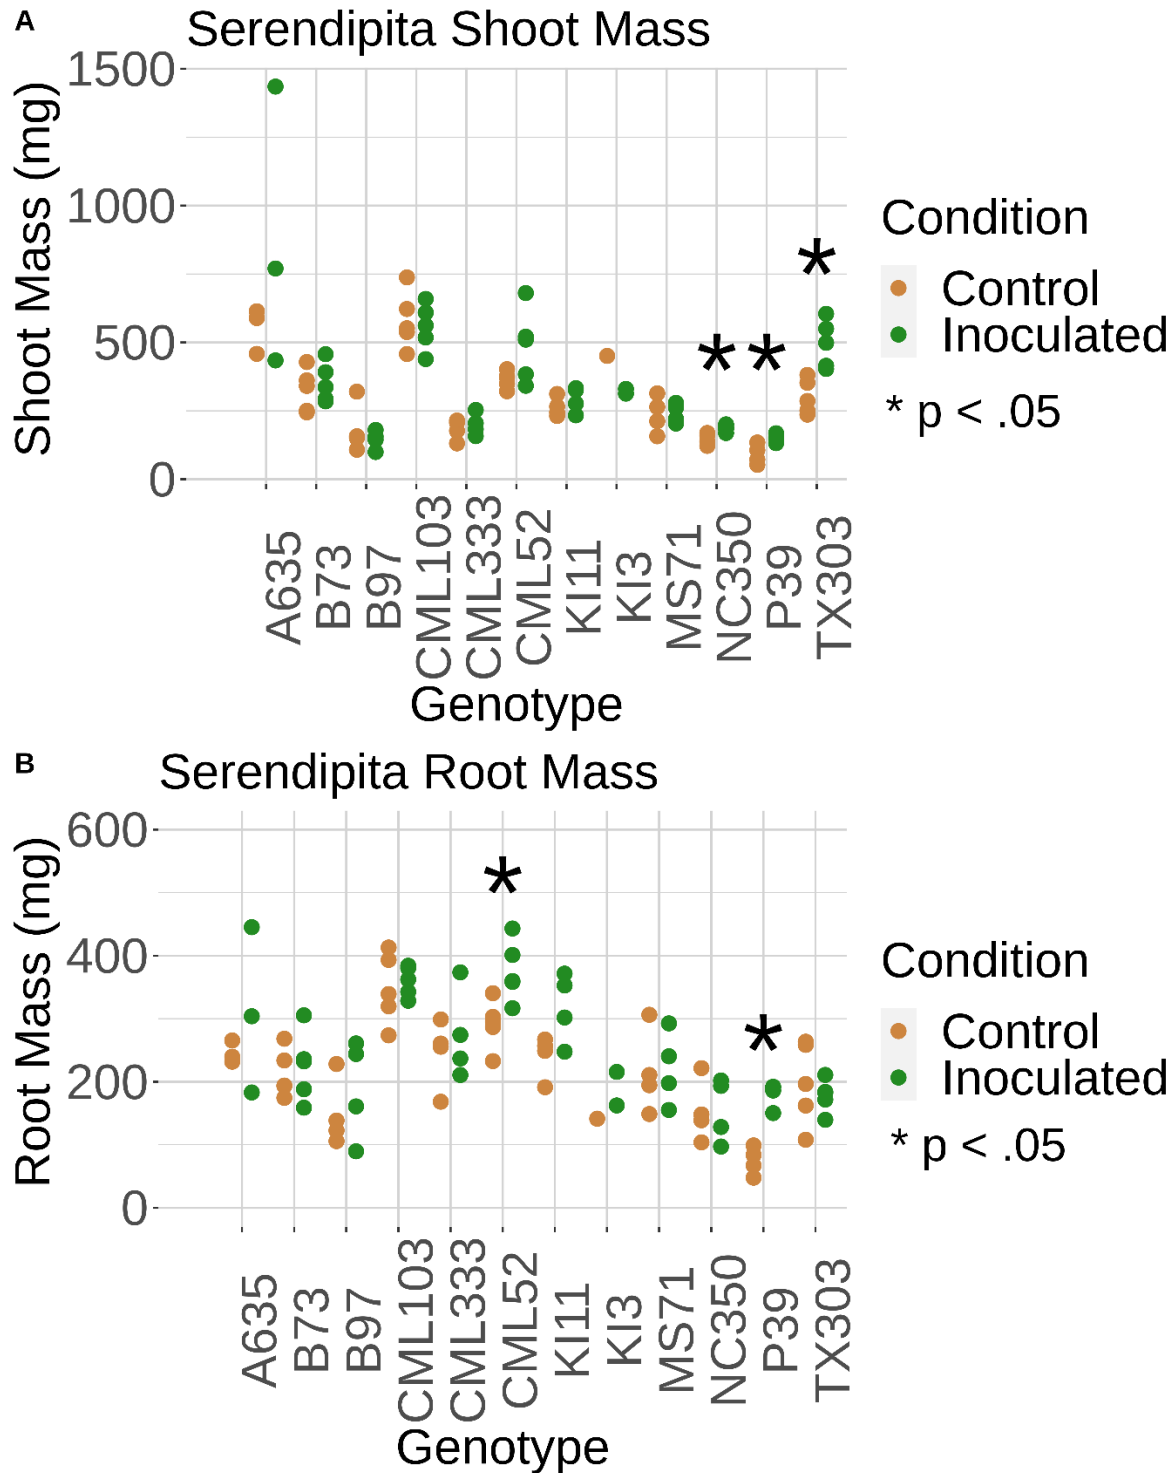 A
Serendipita Shoot Mass
Shoot Mass (mg)
1500
1000
500
0
*
*
*
A635
B73
B97
CML103
CML333
CML52
KI11
KI3
MS71
NC350
P39
TX303
Genotype
Condition
Control
Inoculated
* p < .05
B
Serendipita Root Mass
Root Mass (mg)
600
400
200
0
*
*
A635
B73
B97
CML103
CML333
CML52
KI11
KI3
MS71
NC350
P39
TX303
Genotype
Condition
Control
Inoculated
* p < .05